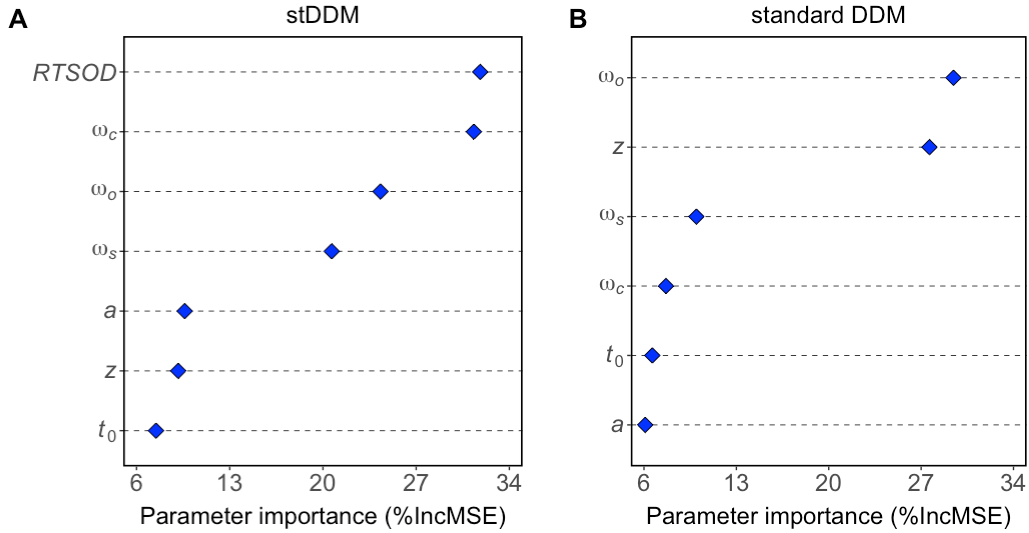 A
stDDM
RTSOD
ωc
ωo
ωs
a
z
t0
6 13 20 27 34
Parameter importance (%IncMSE)
B
standard DDM
ωo
z
ωs
ωc
t0
a
6 13 20 27 34
Parameter importance (%IncMSE)